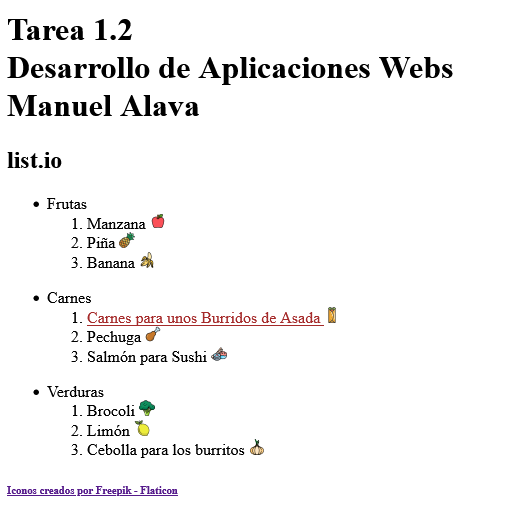 Tarea 1.2
Desarrollo de Aplicaciones Webs
Manuel Alava
list.io
• Frutas
1. Manzana
2. Piña
3. Banana
• Carnes
1. Carnes para unos Burridos de Asada
2. Pechuga
3. Salmón para Sushi
• Verduras
1. Brocoli
2. Limón
3. Cebolla para los burritos
Iconos creados por Freepik - Flaticon